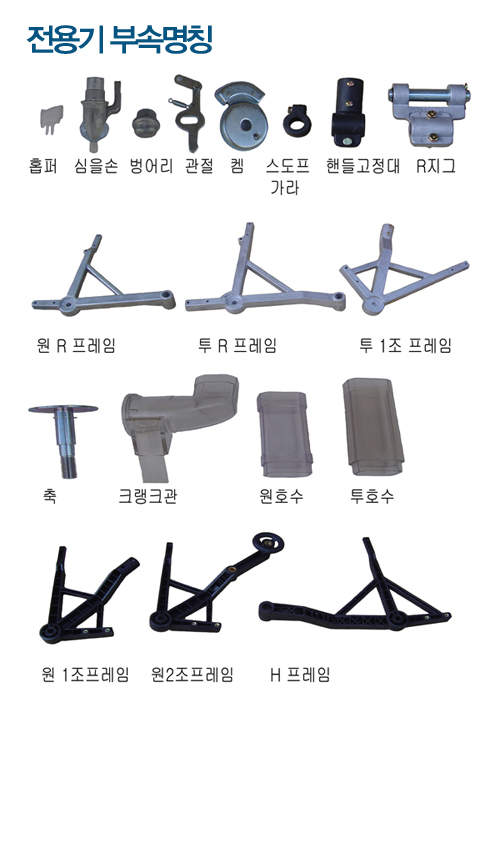 전용기 부속명칭
홉퍼 심을손 벙어리 관절 켐 스도프 핸들고정대 R지그
가라
원 R 프레임 투 R 프레임 투 1조 프레임
축 크랭크관 원호수 투호수
원 1조프레임 원2조프레임 H 프레임